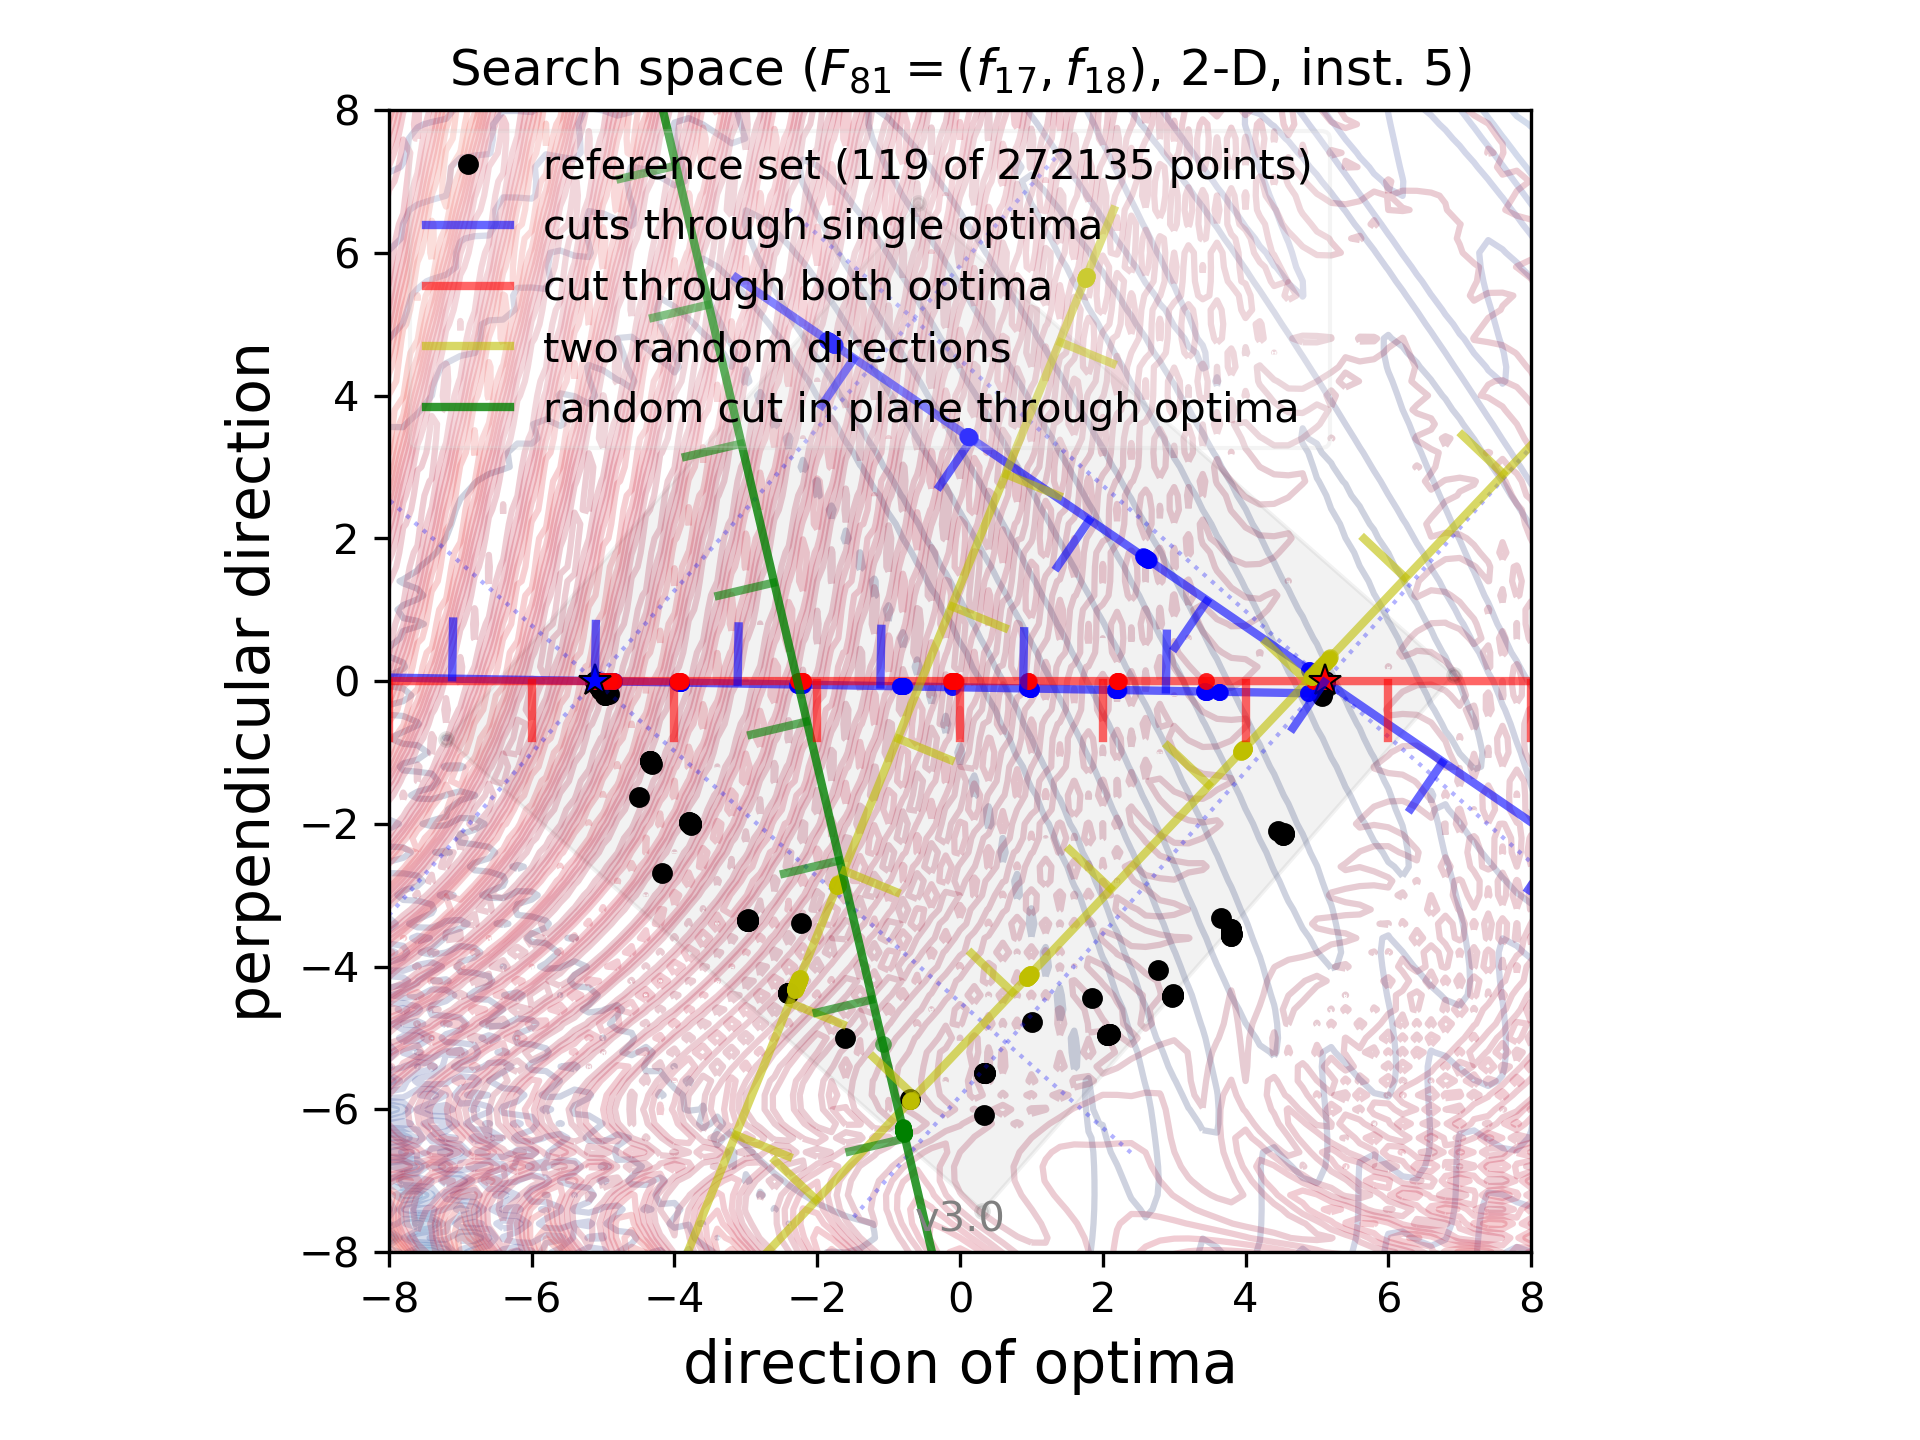 Search space (F₈₁ = (f₁₇, f₁₈), 2-D, inst. 5)
reference set (119 of 272135 points)
cuts through single optima
cut through both optima
two random directions
random cut in plane through optima
perpendicular direction
8
6
4
2
0
−2
−4
−6
−8
v3.0
−8 −6 −4 −2 0 2 4 6 8
direction of optima